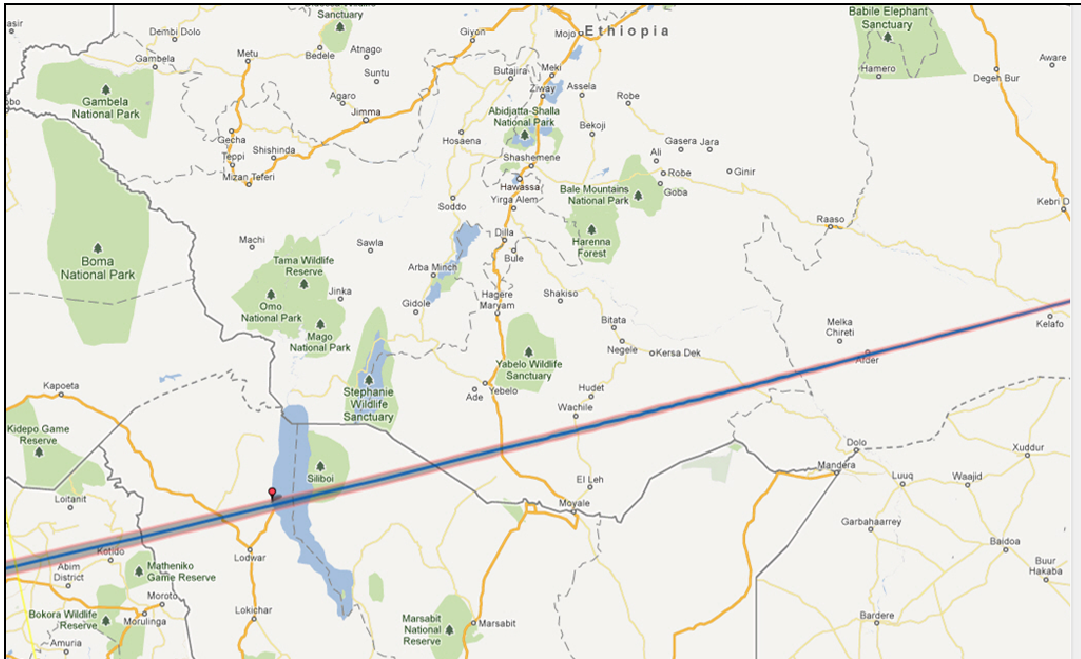 Sanctuary
Ethiopia
Babile Elephant
Sanctuary
Dembi Dolo
Giyon
Mojo
Metu
Bedele
Atnago
Gambela
Suntu
Butajira
Meki
Ziway
Assela
Hamero
Degeh Bur
Aware
Gambela
National Park
Agaro
Jimma
Robe
Abidjatta-Shalla
National Park
Bekoji
Gecha
Teppi
Shishinda
Hosaena
Gasera
Jara
Ali
Mizan Teferi
Shashemene
Robe
Ginir
Goba
Hawassa
Bale Mountains
National Park
Yirga Alem
Soddo
Kebri D
Raaso
Machi
Sawla
Dilla
Bule
Harenna
Forest
Boma
National Park
Tama Wildlife
Reserve
Arba Minch
Jinka
Omo
National Park
Gidole
Hagere
Maryam
Shakiso
Mago
National Park
Bitata
Melka
Chireti
Kelafo
Negele
Kersa Dek
Arder
Yabelo Wildlife
Sanctuary
Kapoeta
Stephanie
Wildlife
Sanctuary
Yebelo
Ade
Hudet
Wachile
Kidepo Game
Reserve
Dolo
Xuddur
Siliboi
Mandera
Luuq
Waajid
El Leh
Loitanit
Moyale
Garbahaarrey
Baidoa
Kotido
Lodwar
Abim
District
Matheniko
Game Reserve
Buur
Hakaba
Moroto
Bokora Wildlife
Reserve
Morulinga
Lokichar
Marsabit
National
Reserve
Marsabit
Bardere
Amuria